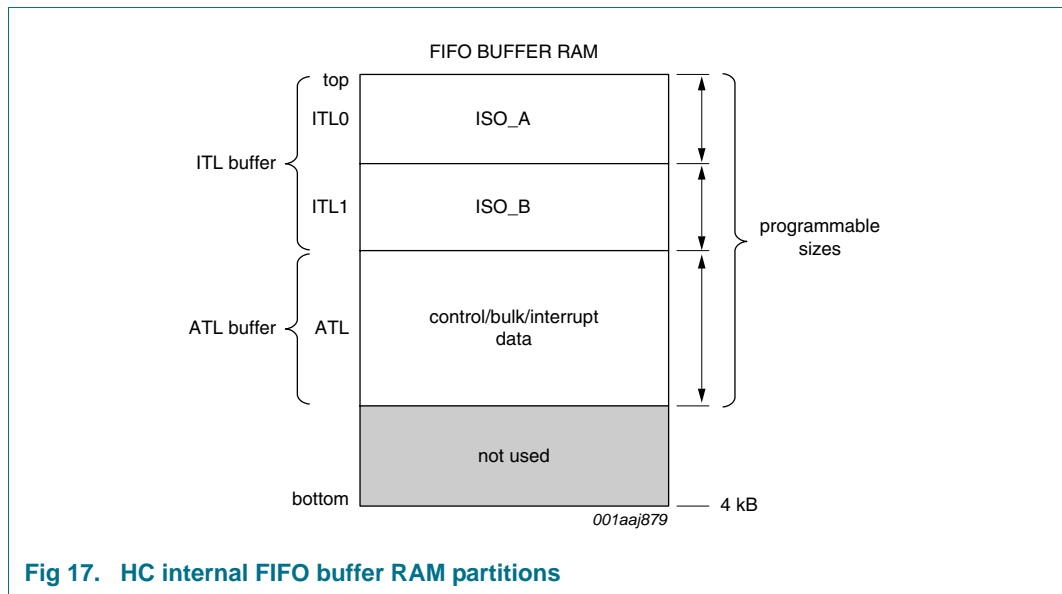 FIFO BUFFER RAM
top
ITL0
ISO_A
ITL buffer
ITL1
ISO_B
programmable
sizes
ATL buffer
ATL
control/bulk/interrupt
data
not used
bottom
4 kB
001aaj879
Fig 17. HC internal FIFO buffer RAM partitions